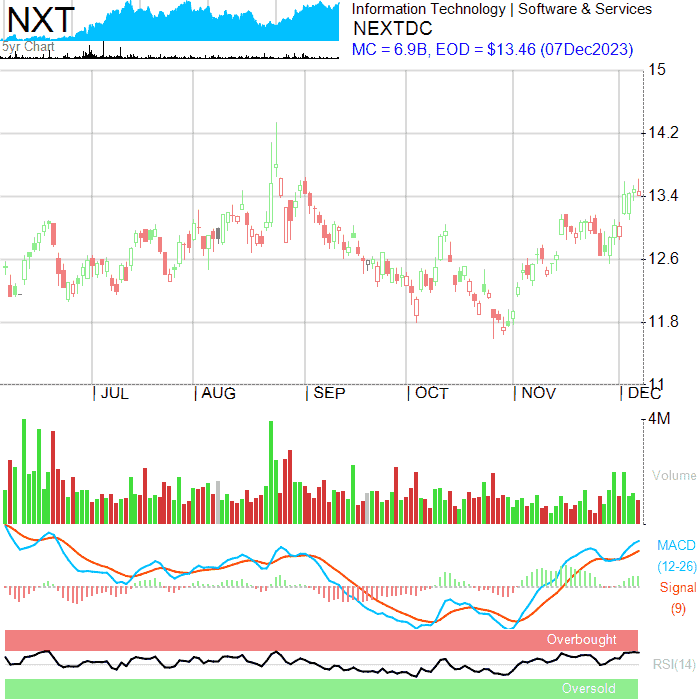 NXT
5yr Chart
Information Technology | Software & Services
NEXTDC
MC = 6.9B, EOD = $13.46 (07Dec2023)
15
14.2
13.4
12.6
11.8
11
| JUL | AUG | SEP | OCT | NOV | DEC
4M
Volume
MACD
(12-26)
Signal
(9)
Overbought
RSI(14)
Oversold